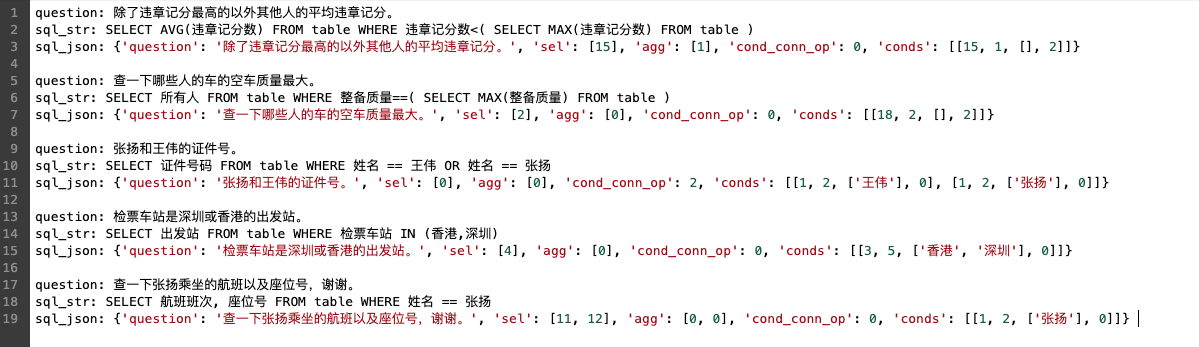 1 question: 除了违章记分最高的以外其他人的平均违章记分。
2 sql_str: SELECT AVG(违章记分数) FROM table WHERE 违章记分数<( SELECT MAX(违章记分数) FROM table )
3 sql_json: {'question': '除了违章记分最高的以外其他人的平均违章记分。', 'sel': [15], 'agg': [1], 'cond_conn_op': 0, 'conds': [[15, 1, [], 2]]}
4
5 question: 查一下哪些人的车的空车质量最大。
6 sql_str: SELECT 所有人 FROM table WHERE 整备质量==( SELECT MAX(整备质量) FROM table )
7 sql_json: {'question': '查一下哪些人的车的空车质量最大。', 'sel': [2], 'agg': [0], 'cond_conn_op': 0, 'conds': [[18, 2, [], 2]]}
8
9 question: 张扬和王伟的证件号。
10 sql_str: SELECT 证件号码 FROM table WHERE 姓名 == 王伟 OR 姓名 == 张扬
11 sql_json: {'question': '张扬和王伟的证件号。', 'sel': [0], 'agg': [0], 'cond_conn_op': 2, 'conds': [[1, 2, ['王伟'], 0], [1, 2, ['张扬'], 0]]}
12
13 question: 检票车站是深圳或香港的出发站。
14 sql_str: SELECT 出发站 FROM table WHERE 检票车站 IN (香港,深圳)
15 sql_json: {'question': '检票车站是深圳或香港的出发站。', 'sel': [4], 'agg': [0], 'cond_conn_op': 0, 'conds': [[3, 5, ['香港', '深圳'], 0]]}
16
17 question: 查一下张扬乘坐的航班以及座位号，谢谢。
18 sql_str: SELECT 航班班次, 座位号 FROM table WHERE 姓名 == 张扬
19 sql_json: {'question': '查一下张扬乘坐的航班以及座位号，谢谢。', 'sel': [11, 12], 'agg': [0, 0], 'cond_conn_op': 0, 'conds': [[1, 2, ['张扬'], 0]]}